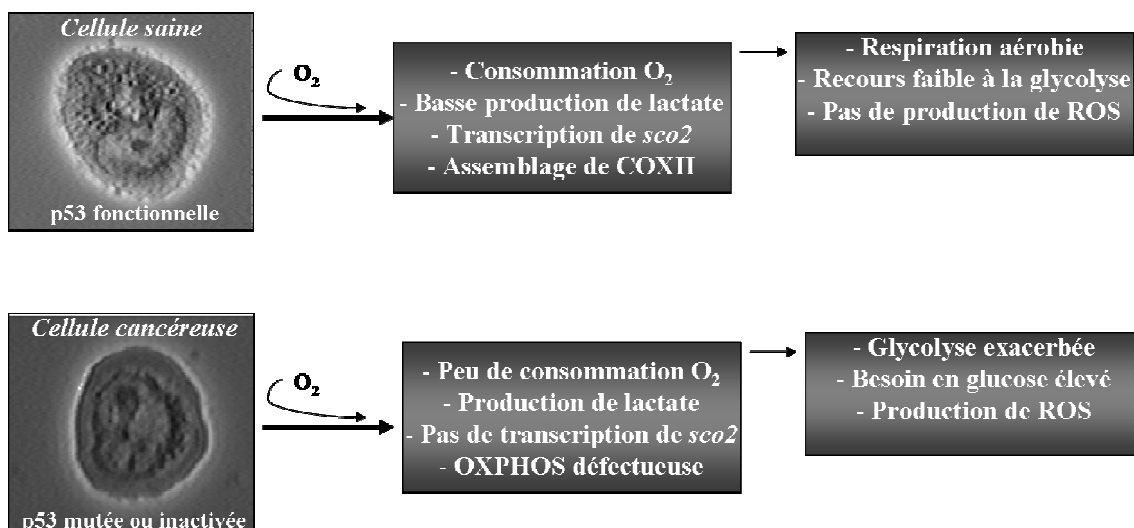 Cellule saine
p53 fonctionnelle
O₂
- Consommation O₂
- Basse production de lactate
- Transcription de sco2
- Assemblage de COXII
- Respiration aérobie
- Recours faible à la glycolyse
- Pas de production de ROS
Cellule cancéreuse
p53 mutée ou inactivée
O₂
- Peu de consommation O₂
- Production de lactate
- Pas de transcription de sco2
- OXPHOS défectueuse
- Glycolyse exacerbée
- Besoin en glucose élevé
- Production de ROS